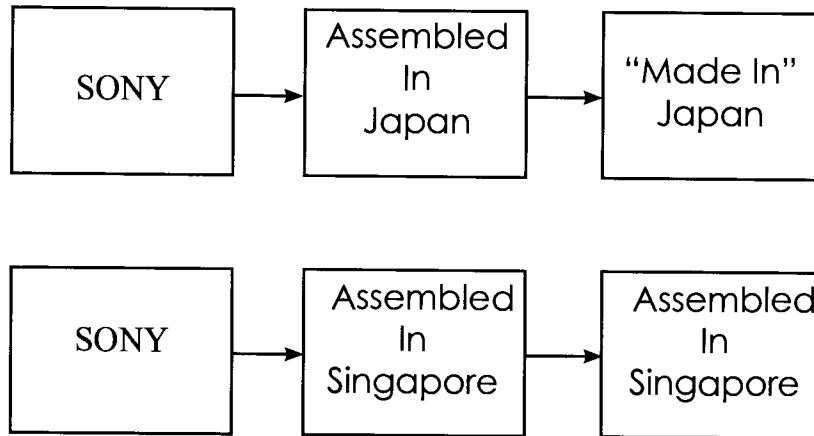 SONY
Assembled
In
Japan
“Made In”
Japan
SONY
Assembled
In
Singapore
Assembled
In
Singapore